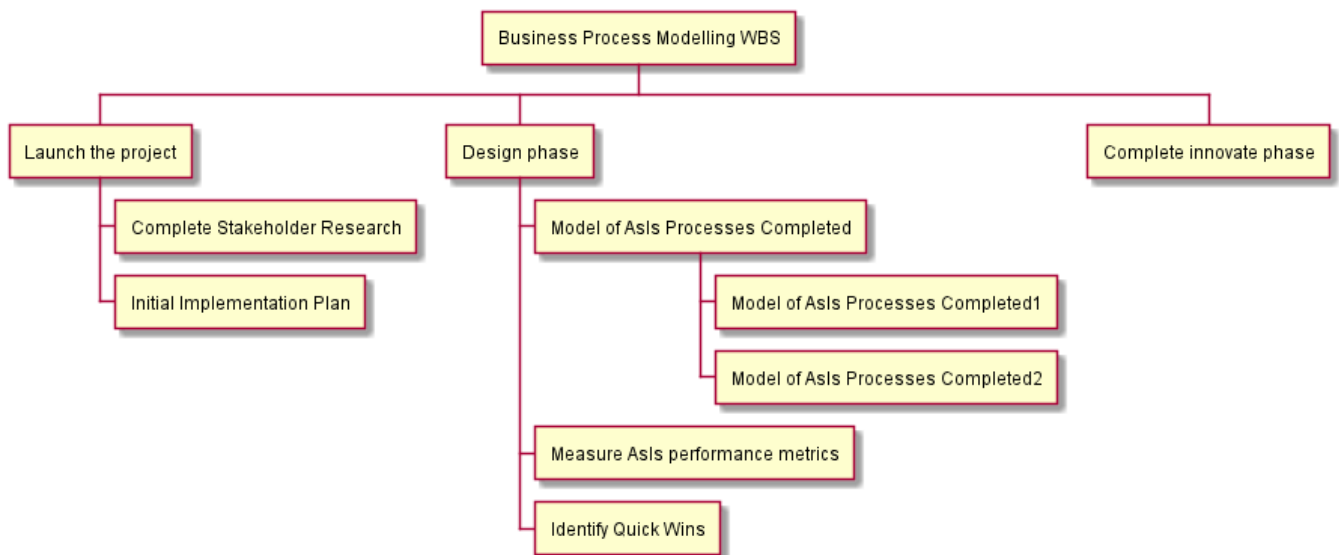 Business Process Modelling WBS
Launch the project
Design phase
Complete innovate phase
Complete Stakeholder Research
Model of AsIs Processes Completed
Initial Implementation Plan
Model of AsIs Processes Completed1
Model of AsIs Processes Completed2
Measure AsIs performance metrics
Identify Quick Wins